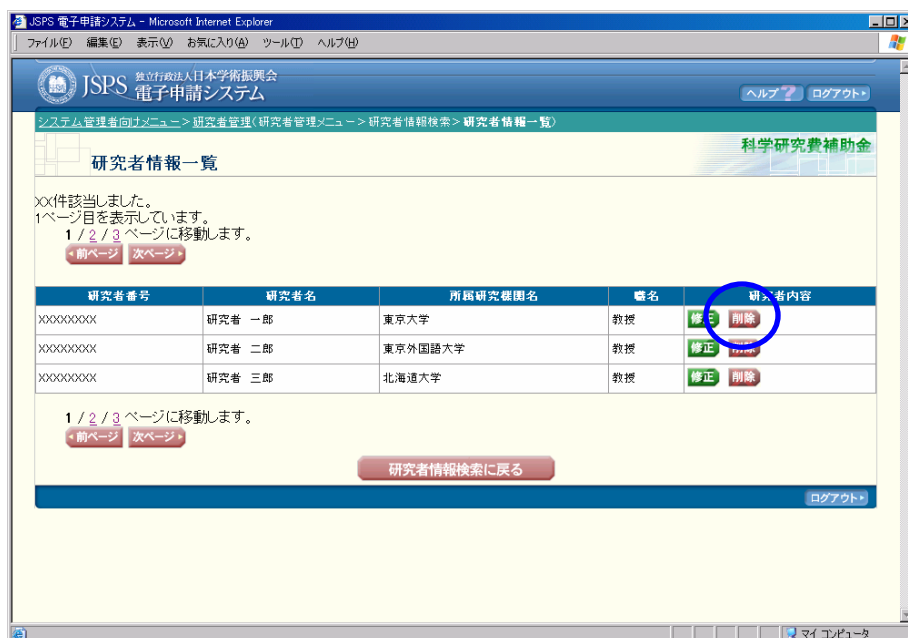 JSPS 電子申請システム - Microsoft Internet Explorer
ファイル(F) 編集(E) 表示(V) お気に入り(A) ツール(T) ヘルプ(H)
JSPS 独立行政法人日本学術振興会
電子申請システム
ヘルプ? ログアウト
システム管理者向けメニュー>研究者管理(研究者管理メニュー>研究者情報検索>研究者情報一覧)
科学研究費補助金
研究者情報一覧
XX件該当しました。
1ページ目を表示しています。
1 / 2 / 3 ページに移動します。
前ページ 次ページ
研究者番号 研究者名 所属研究機関名 職名 研究者内容
XXXXXXXX 研究者 一郎 東京大学 教授 修正 削除
XXXXXXXX 研究者 二郎 東京外国語大学 教授 修正 削除
XXXXXXXX 研究者 三郎 北海道大学 教授 修正 削除
1 / 2 / 3 ページに移動します。
前ページ 次ページ
研究者情報検索に戻る
ログアウト
マイ コンピュータ